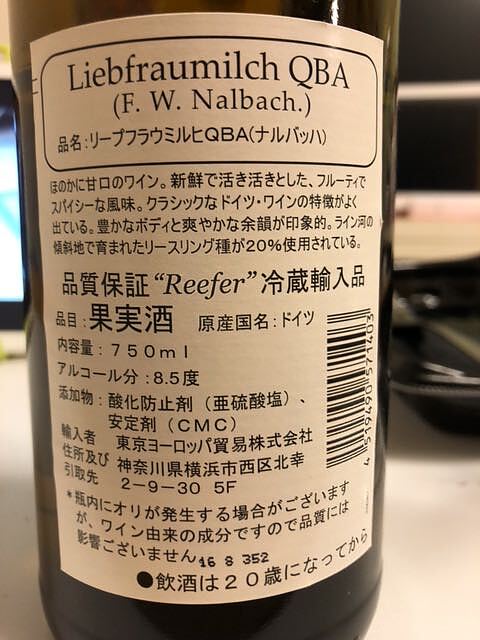 Liebfraumilch QBA
(F. W. Nalbach.)
品名:リープフラウミルヒQBA(ナルバッハ)
ほのかに甘口のワイン。新鮮で活き活きとした、フルーティで
スパイシーな風味。クラシックなドイツ・ワインの特徴がよく
出ている。豊かなボディと爽やかな余韻が印象的。ライン河の
傾斜地で育まれたリースリング種が20%使用されている。
品質保証“Reefer”冷蔵輸入品
品目:果実酒 原産国名:ドイツ
内容量:750ml
アルコール分:8.5度
添加物:酸化防止剤(亜硫酸塩)、
安定剤(CMC)
輸入者 東京ヨーロッパ貿易株式会社
住所及び 神奈川県横浜市西区北幸
引取先 2-9-30 5F
*瓶内にオリが発生する場合がございます
が、ワイン由来の成分ですので品質には
影響ございません。
16 8 352
●飲酒は20歳になってから
4 519490 571403